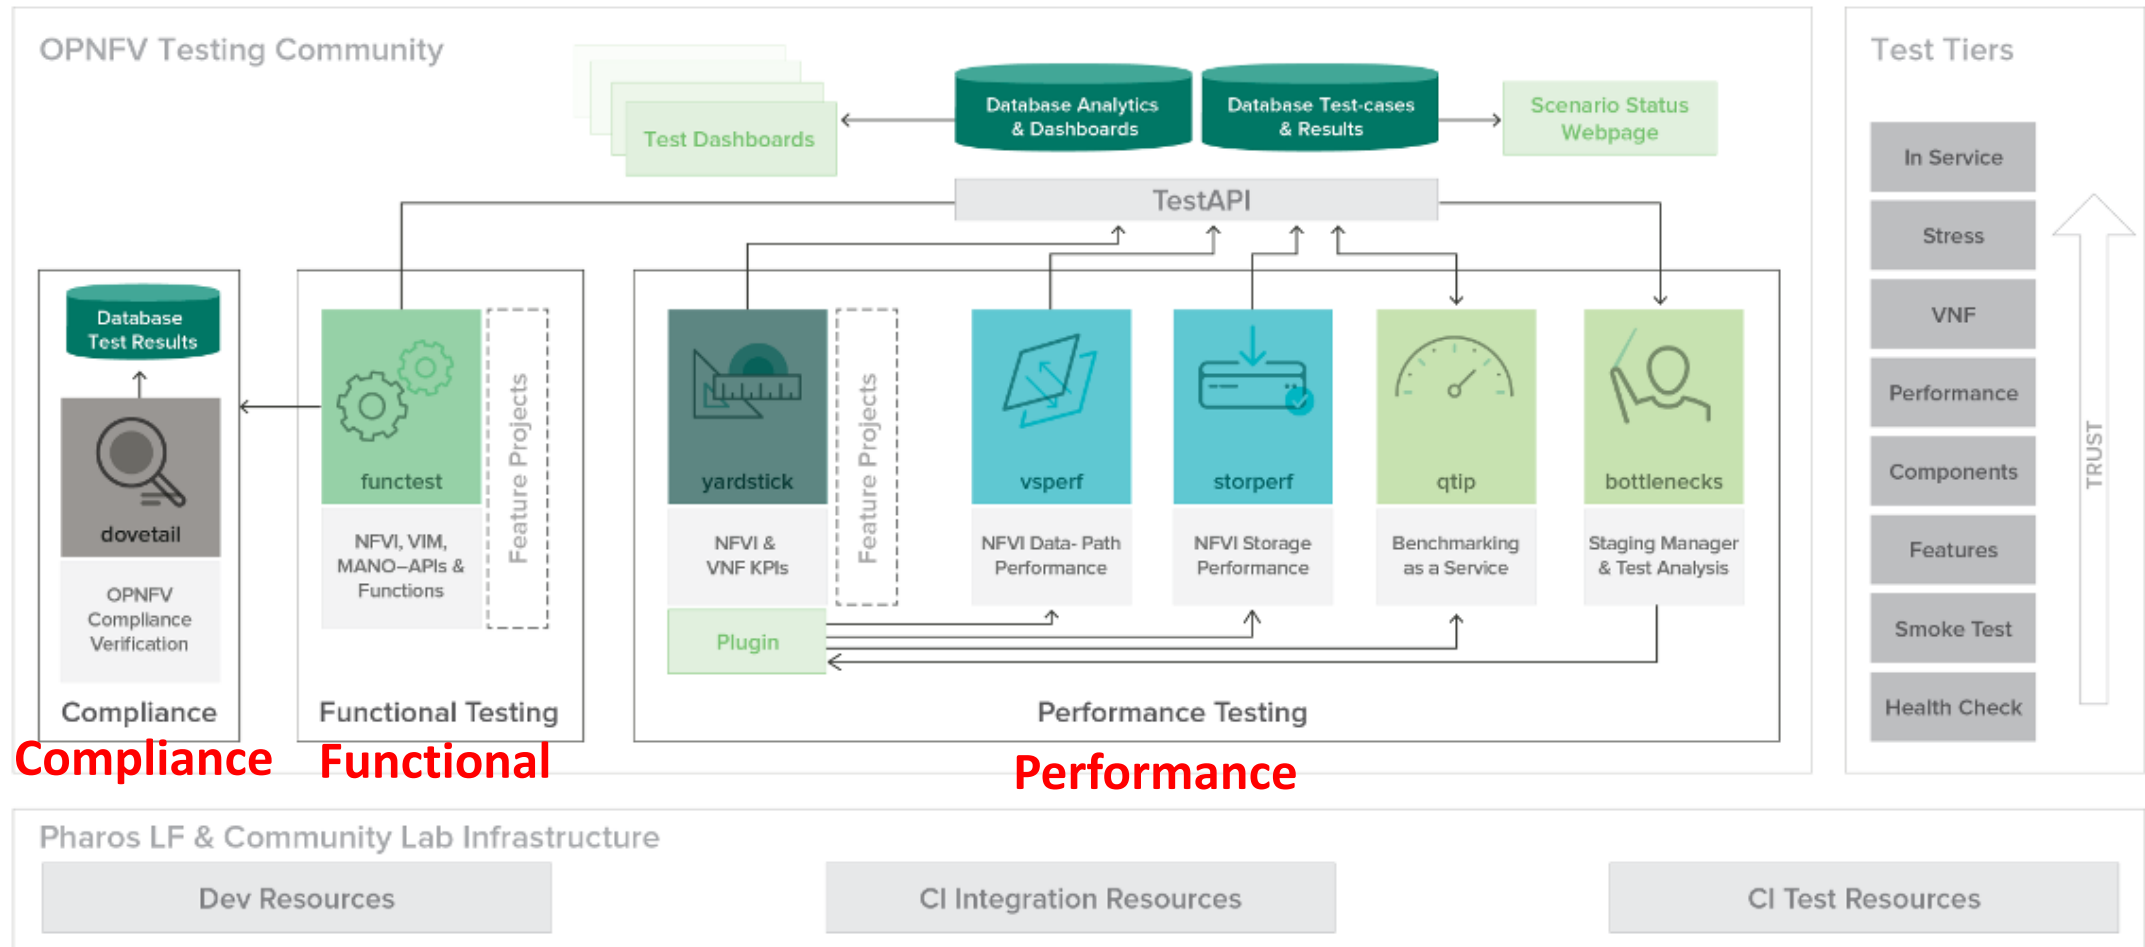 OPNFV Testing Community
Test Tiers
Database Analytics
& Dashboards
Database Test-cases
& Results
Scenario Status
Webpage
Test Dashboards
TestAPI
Database
Test Results
dovetail
OPNFV
Compliance
Verification
Compliance
Compliance
functest
NFVI, VIM,
MANO–APIs &
Functions
Feature Projects
Functional Testing
Functional
yardstick
NFVI &
VNF KPIs
Plugin
Feature Projects
vsperf
NFVI Data- Path
Performance
storperf
NFVI Storage
Performance
qtip
Benchmarking
as a Service
bottlenecks
Staging Manager
& Test Analysis
Performance Testing
Performance
In Service
Stress
VNF
Performance
Components
Features
Smoke Test
Health Check
TRUST
Pharos LF & Community Lab Infrastructure
Dev Resources
CI Integration Resources
CI Test Resources